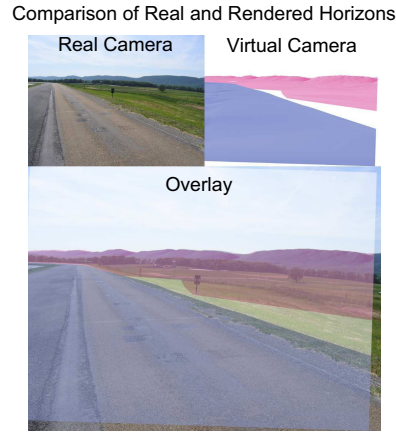 Comparison of Real and Rendered Horizons
Real Camera
Virtual Camera
Overlay